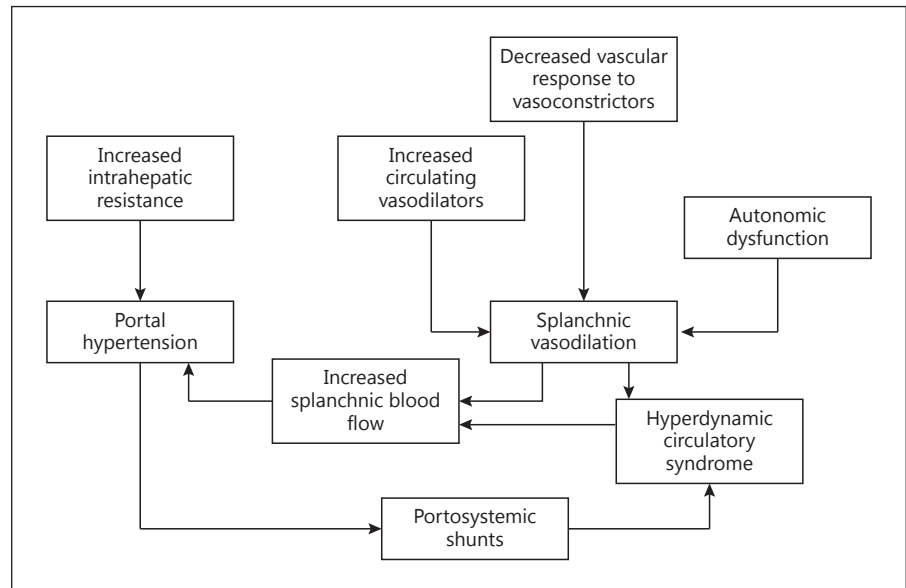 Decreased vascular
response to
vasoconstrictors
Increased
intrahepatic
resistance
Increased
circulating
vasodilators
Autonomic
dysfunction
Portal
hypertension
Splanchnic
vasodilation
Increased
splanchnic blood
flow
Hyperdynamic
circulatory
syndrome
Portosystemic
shunts